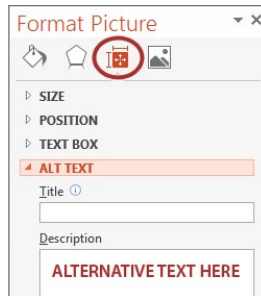 Format Picture
SIZE
POSITION
TEXT BOX
ALT TEXT
Title
Description
ALTERNATIVE TEXT HERE